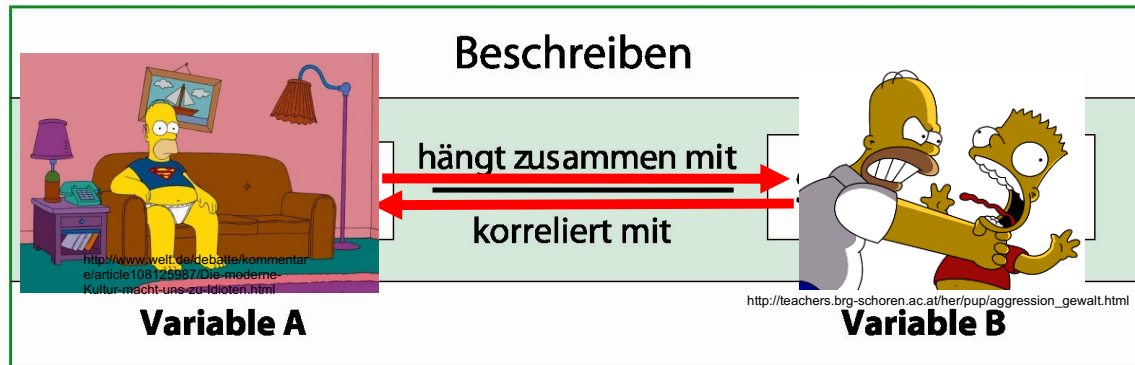 Beschreiben
hängt zusammen mit
korreliert mit
http://www.welt.de/debatte/kommentar
e/article108125987/Die-moderne-
Kultur-macht-uns-zu-Idioten.html
http://teachers.brg-schoren.ac.at/her/pup/aggression_gewalt.html
Variable A
Variable B